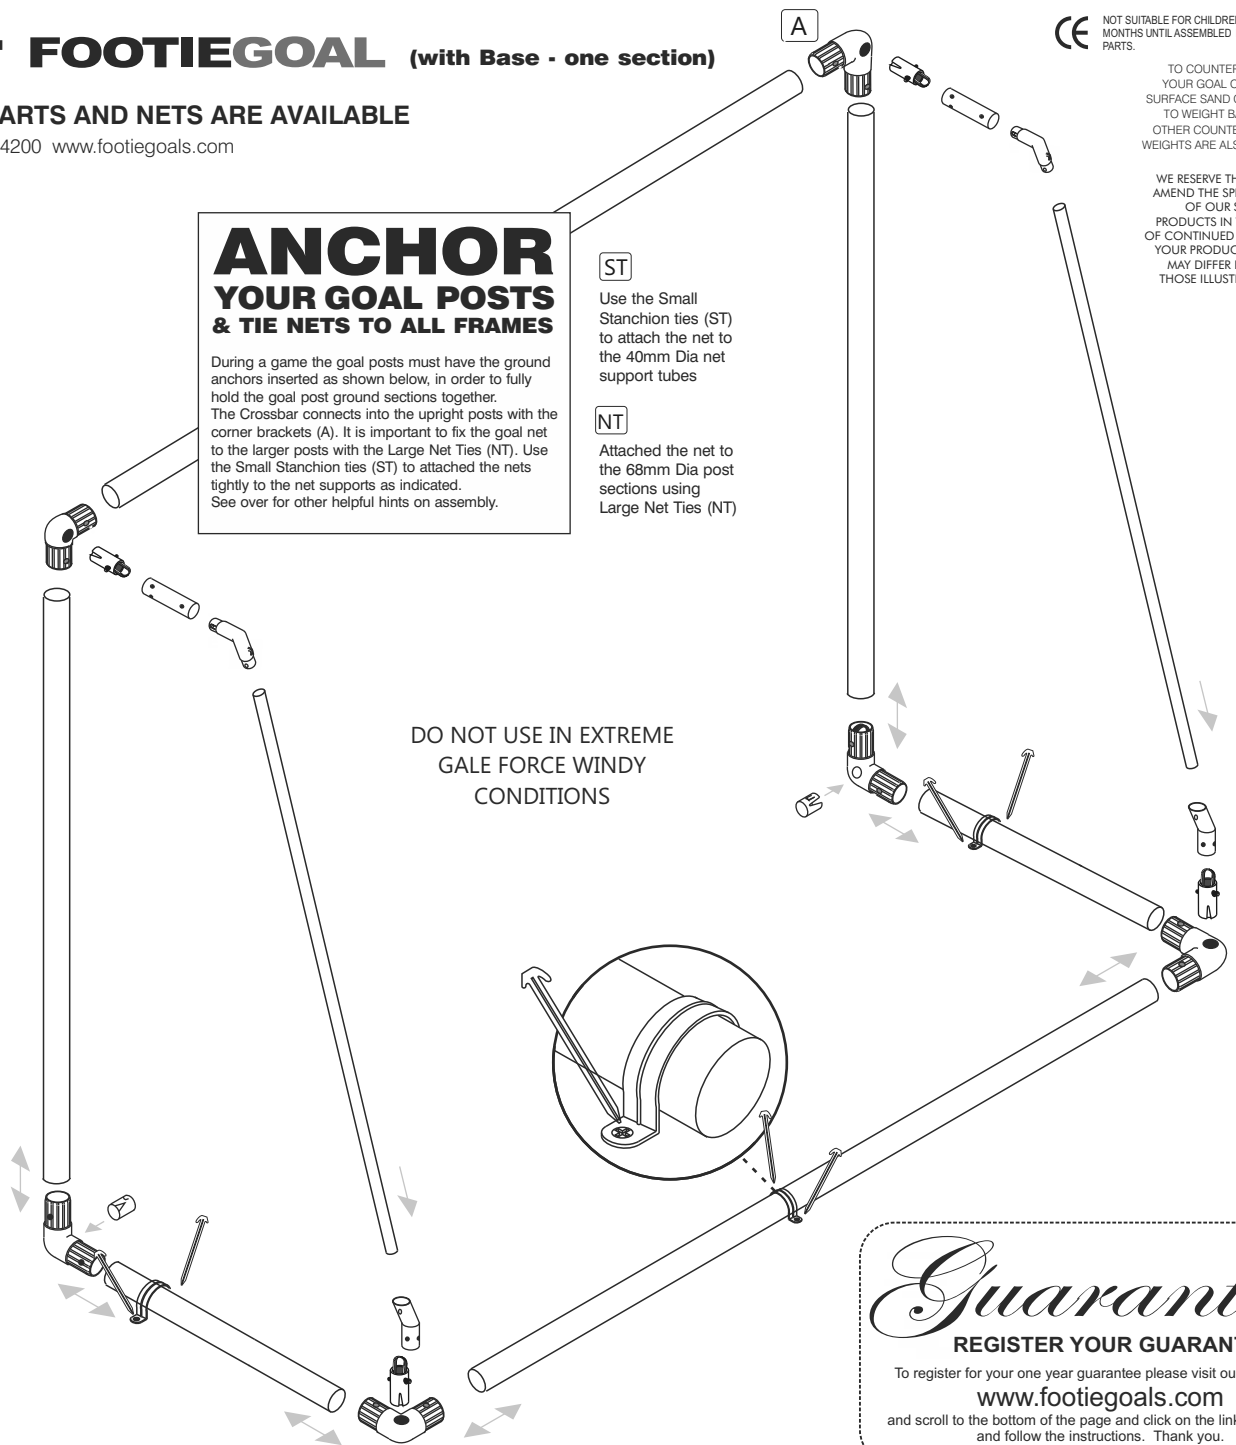 FOOTIEGOAL (with Base - one section)
ARTS AND NETS ARE AVAILABLE
4200 www.footiegoals.com
A
CE
NOT SUITABLE FOR CHILDREN
MONTHS UNTIL ASSEMBLED
PARTS.
TO COUNTER
YOUR GOAL
SURFACE SAND
TO WEIGHT
OTHER
WEIGHTS ARE
WE RESERVE
AMEND THE
OF OUR
PRODUCTS IN
OF CONTINUED
YOUR
MAY DIFFER
THOSE
ANCHOR
YOUR GOAL POSTS
& TIE NETS TO ALL FRAMES
During a game the goal posts must have the ground
anchors inserted as shown below, in order to fully
hold the goal post ground sections together.
The Crossbar connects into the upright posts with the
corner brackets (A). It is important to fix the goal net
to the larger posts with the Large Net Ties (NT). Use
the Small Stanchion ties (ST) to attached the nets
tightly to the net supports as indicated.
See over for other helpful hints on assembly.
ST
Use the Small
Stanchion ties (ST)
to attach the net to
the 40mm Dia net
support tubes
NT
Attached the net to
the 68mm Dia post
sections using
Large Net Ties (NT)
DO NOT USE IN EXTREME
GALE FORCE WINDY
CONDITIONS
Guarant
REGISTER YOUR GUARANT
To register for your one year guarantee please visit ou
www.footiegoals.com
and scroll to the bottom of the page and click on the link
and follow the instructions. Thank you.